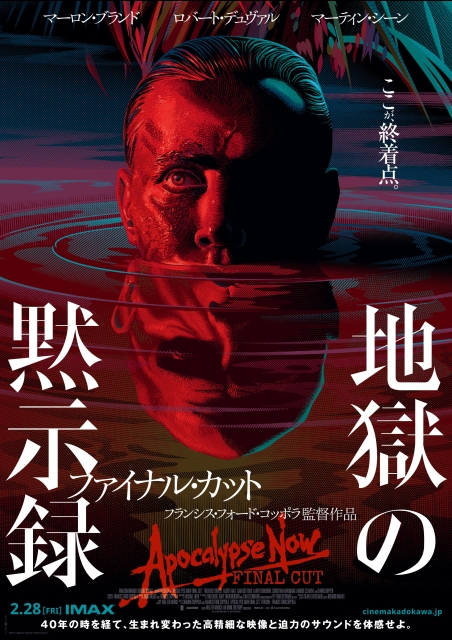 マーロン・ブランド　ロバート・デュヴァル　マーティン・シーン
ここが、終着点。
地獄の
黙示録
ファイナル・カット
フランシス・フォード・コッポラ監督作品
Apocalypse Now
FINAL CUT
2.28[FRI] IMAX
cinemakadokawa.jp
40年の時を経て、生まれ変わった高精細な映像と迫力のサウンドを体感せよ。